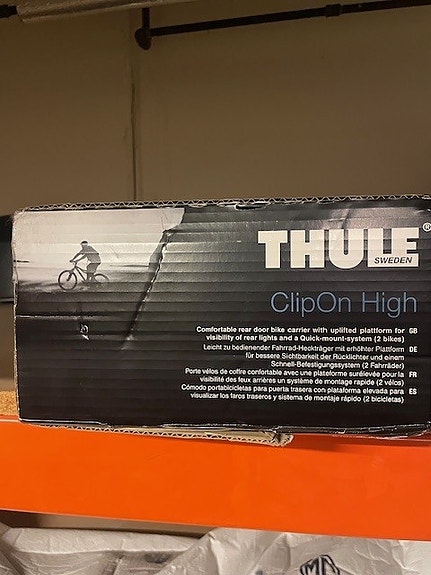 THULE®
SWEDEN
ClipOn High
Comfortable rear door bike carrier with uplifted plattform for GB
visibility of rear lights and a Quick-mount-system (2 bikes)
Leicht zu bedienender Fahrrad-Heckträger mit erhöhter Plattform DE
für bessere Sichtbarkeit der Rücklichter und einem
Schnell-Befestigungssystem (2 Fahrräder)
Porte vélos de coffre confortable avec une plateforme surélevée pour la FR
visibilité des feux arrières un système de montage rapide (2 vélos)
Cómodo portabicicletas para puerta trasera con plataforma elevada para ES
visualizar los faros traseros y sistema de montaje rápido (2 bicicletas)